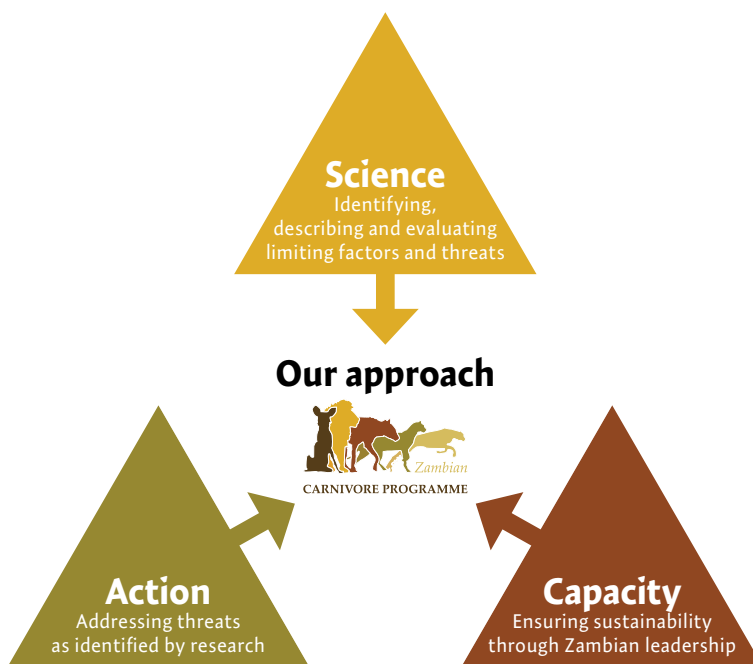 Science
Identifying,
describing and evaluating
limiting factors and threats
Our approach
Zambian
CARNIVORE PROGRAMME
Action
Addressing threats
as identified by research
Capacity
Ensuring sustainability
through Zambian leadership